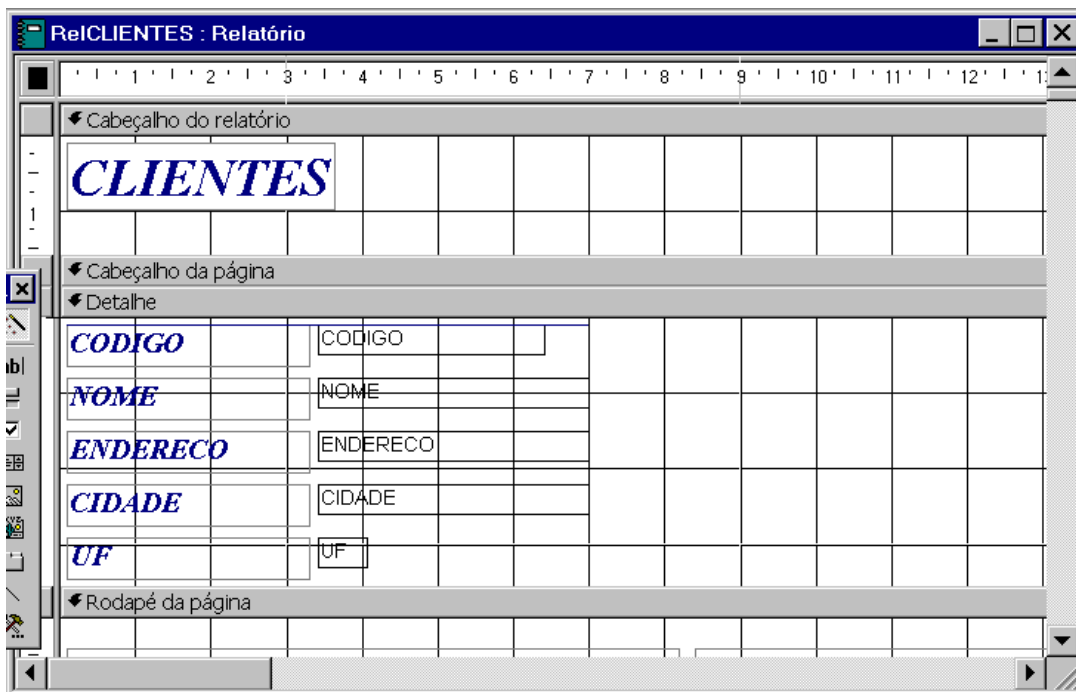 RelCLIENTES : Relatório
1 2 3 4 5 6 7 8 9 10 11 12
Cabeçalho do relatório
CLIENTES
1
Cabeçalho da página
Detalhe
CODIGO CODIGO
NOME NOME
ENDERECO ENDERECO
CIDADE CIDADE
UF UF
Rodapé da página